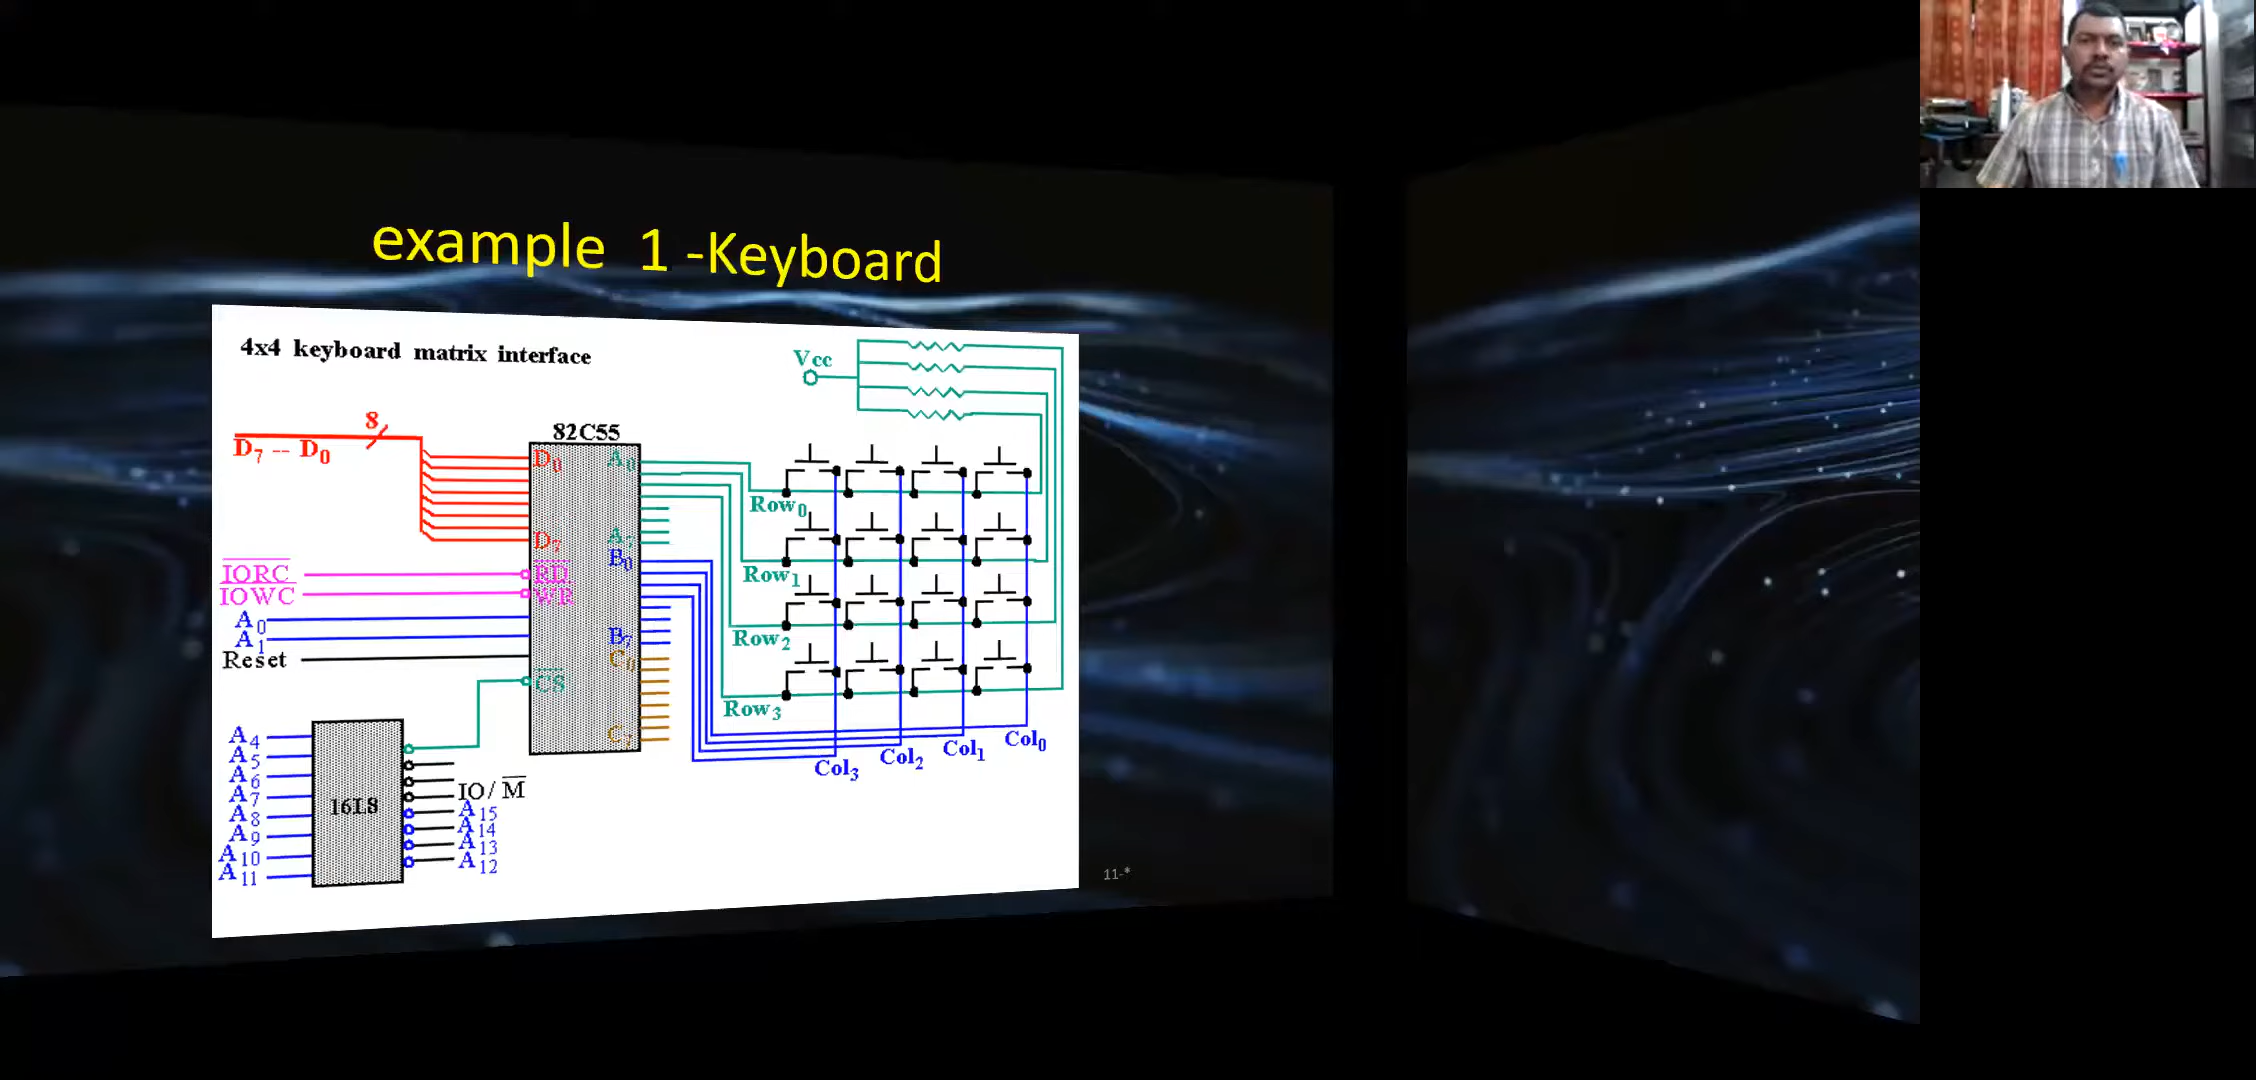 example 1 -Keyboard
4x4 keyboard matrix interface
Vcc
8
D7 -- D0
82C55
D0
A0
D7
A7
B0
IORC
RD
IOWC
WR
A0
A1
Reset
B7
C0
CS
C7
Row0
Row1
Row2
Row3
Col3
Col2
Col1
Col0
A4
A5
A6
A7
A8
A9
A10
A11
16L8
IO/M
A15
A14
A13
A12
11-*